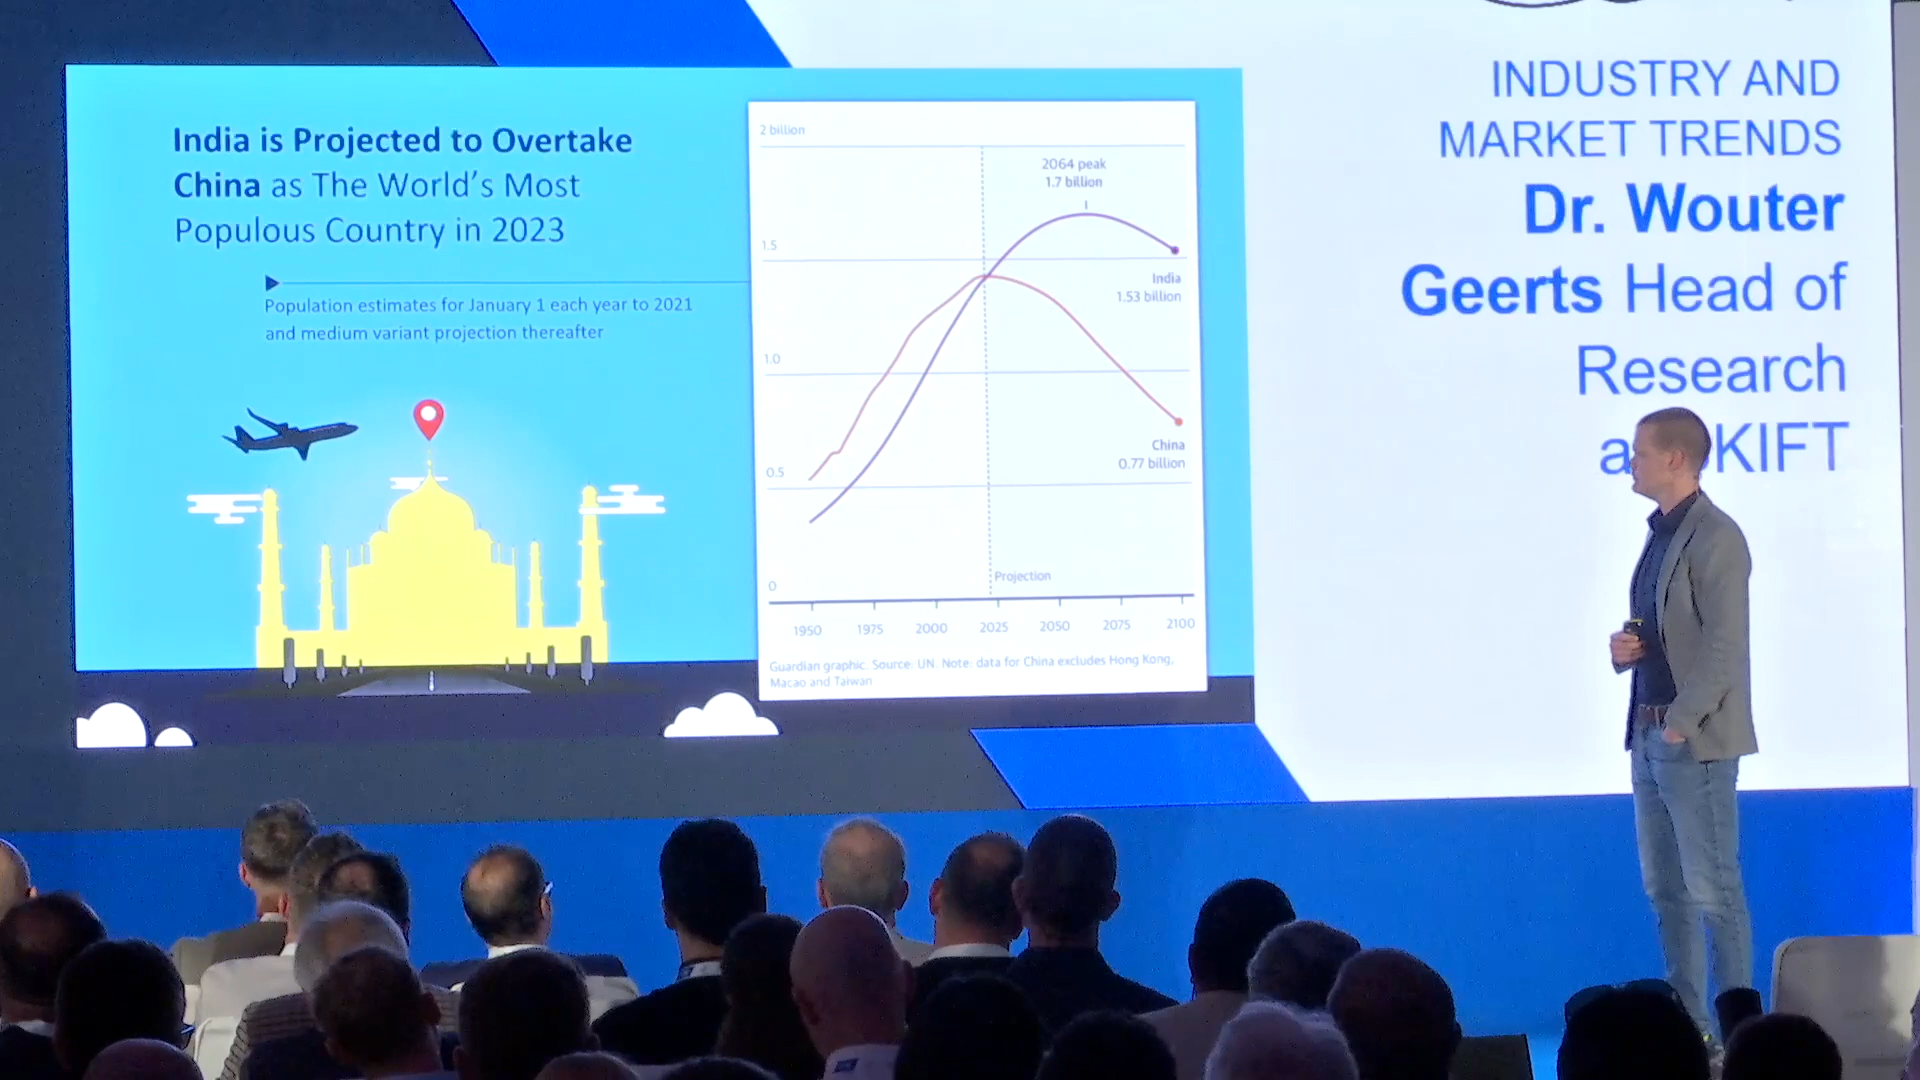 India is Projected to Overtake
China as The World's Most
Populous Country in 2023
Population estimates for January 1 each year to 2021
and medium variant projection thereafter
2 billion
2064 peak
1.7 billion
1.5
India
1.53 billion
1.0
China
0.77 billion
0.5
Projection
0
1950 1975 2000 2025 2050 2075 2100
Guardian graphic. Source: UN. Note: data for China excludes Hong Kong,
Macao and Taiwan
INDUSTRY AND
MARKET TRENDS
Dr. Wouter
Geerts Head of
Research